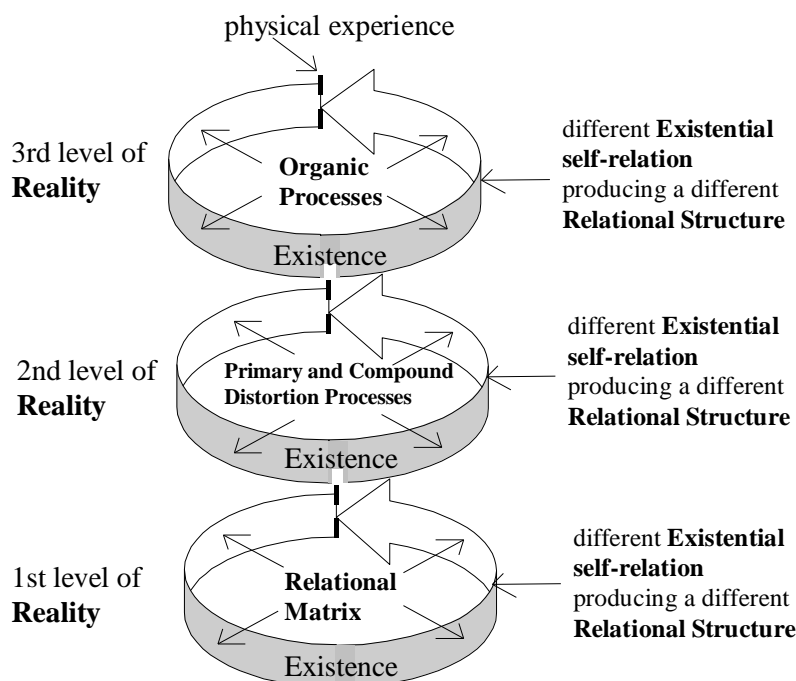 physical experience
3rd level of
Reality
Organic
Processes
Existence
different Existential
self-relation
producing a different
Relational Structure
2nd level of
Reality
Primary and Compound
Distortion Processes
Existence
different Existential
self-relation
producing a different
Relational Structure
1st level of
Reality
Relational
Matrix
Existence
different Existential
self-relation
producing a different
Relational Structure